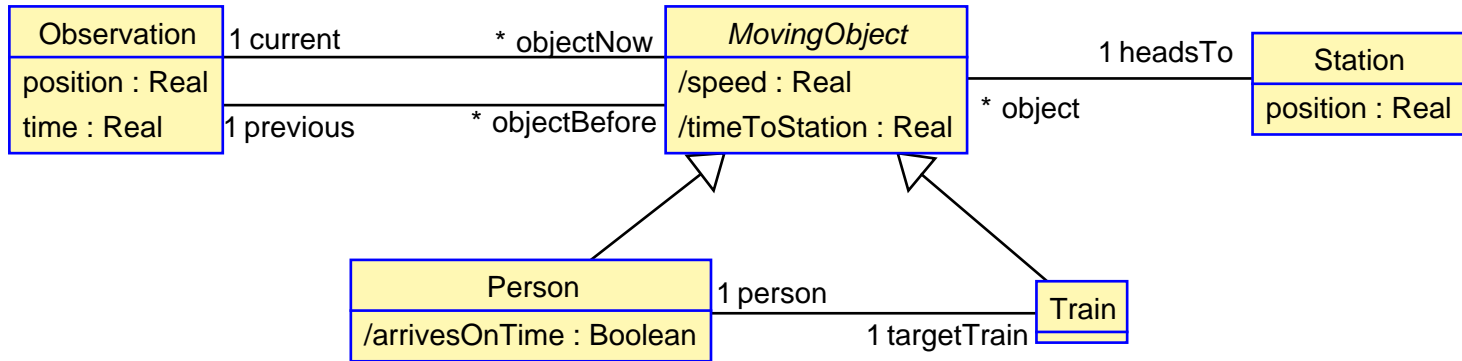 Observation
position : Real
time : Real
1 current
* objectNow
1 previous
* objectBefore
MovingObject
/speed : Real
/timeToStation : Real
1 headsTo
* object
Station
position : Real
Person
/arrivesOnTime : Boolean
1 person
1 targetTrain
Train